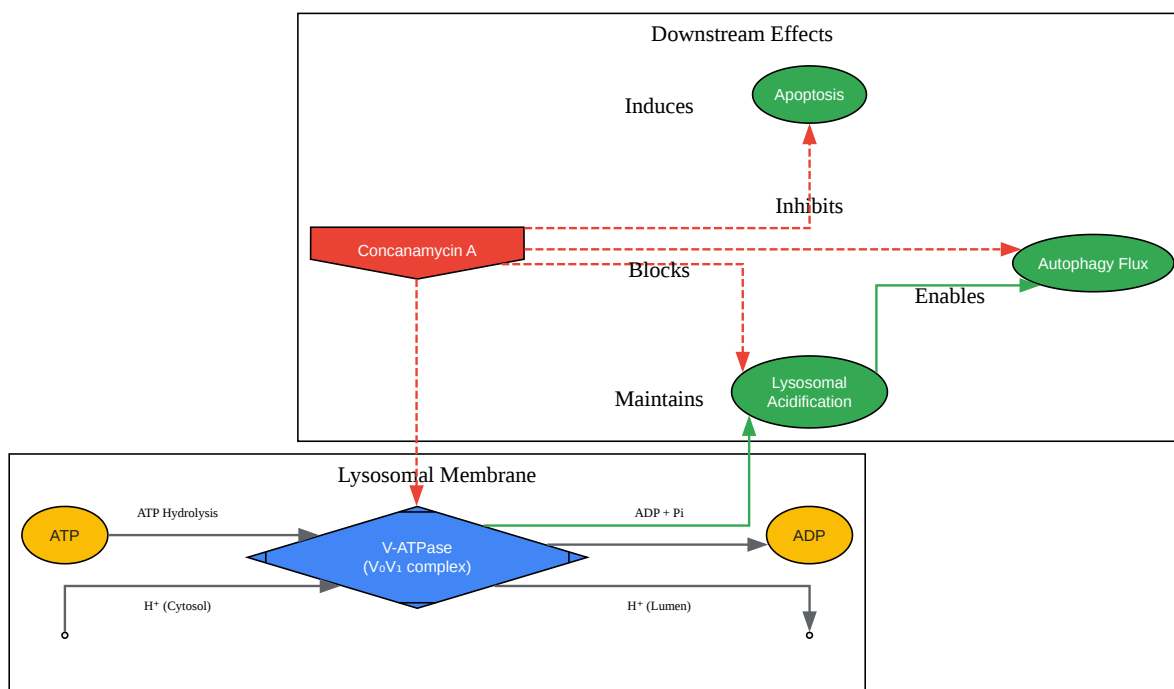 Downstream Effects
Apoptosis
Induces
Inhibits
Concanamycin A
Blocks
Autophagy Flux
Enables
Lysosomal
Acidification
Maintains
Lysosomal Membrane
ATP Hydrolysis
ADP + Pi
ATP
V-ATPase
(V₀V₁ complex)
ADP
H⁺ (Cytosol)
H⁺ (Lumen)